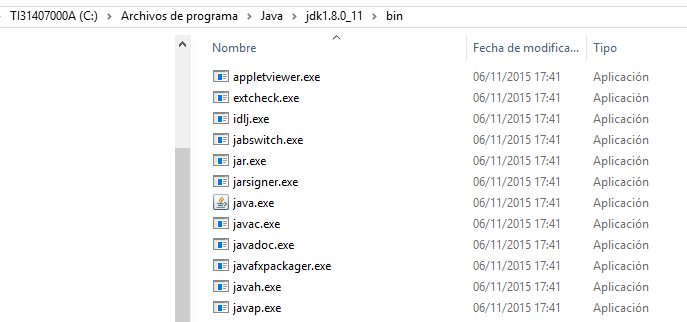 TI31407000A (C:) > Archivos de programa > Java > jdk1.8.0_11 > bin
Nombre Fecha de modifica... Tipo
appletviewer.exe 06/11/2015 17:41 Aplicación
extcheck.exe 06/11/2015 17:41 Aplicación
idlj.exe 06/11/2015 17:41 Aplicación
jabswitch.exe 06/11/2015 17:41 Aplicación
jar.exe 06/11/2015 17:41 Aplicación
jarsigner.exe 06/11/2015 17:41 Aplicación
java.exe 06/11/2015 17:41 Aplicación
javac.exe 06/11/2015 17:41 Aplicación
javadoc.exe 06/11/2015 17:41 Aplicación
javafxpackager.exe 06/11/2015 17:41 Aplicación
javah.exe 06/11/2015 17:41 Aplicación
javap.exe 06/11/2015 17:41 Aplicación